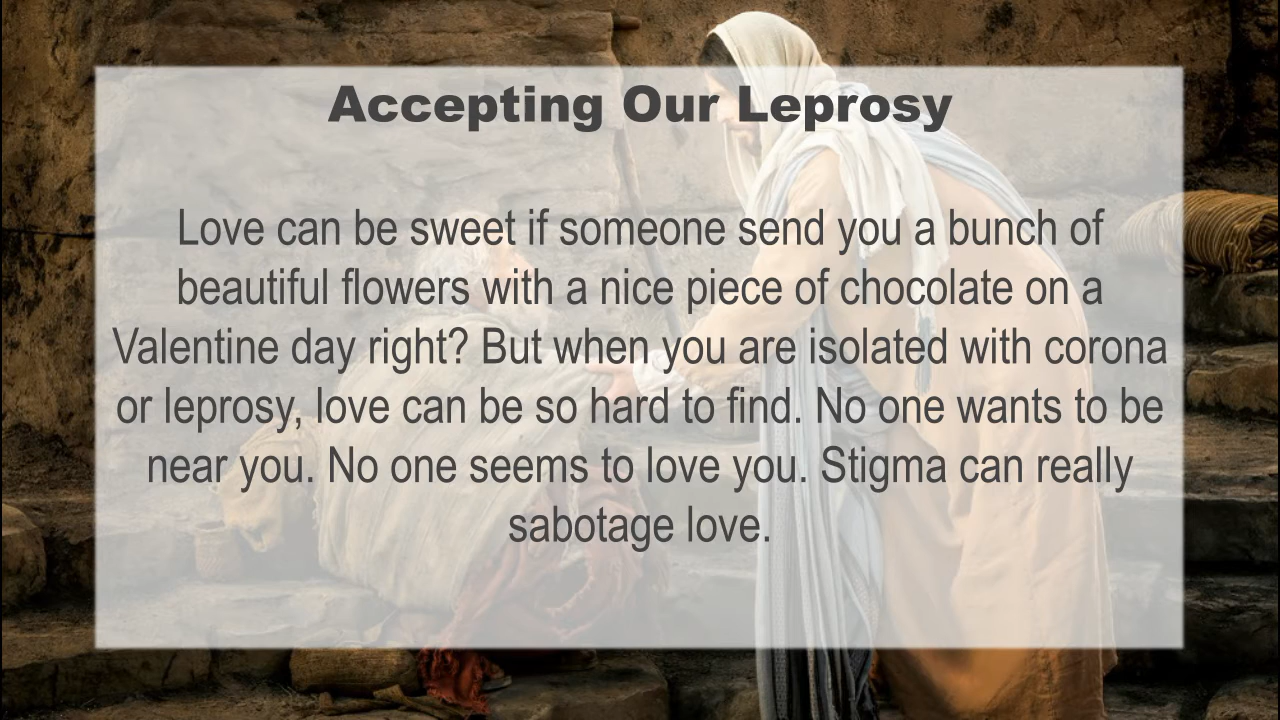 Accepting Our Leprosy
Love can be sweet if someone send you a bunch of
beautiful flowers with a nice piece of chocolate on a
Valentine day right? But when you are isolated with corona
or leprosy, love can be so hard to find. No one wants to be
near you. No one seems to love you. Stigma can really
sabotage love.